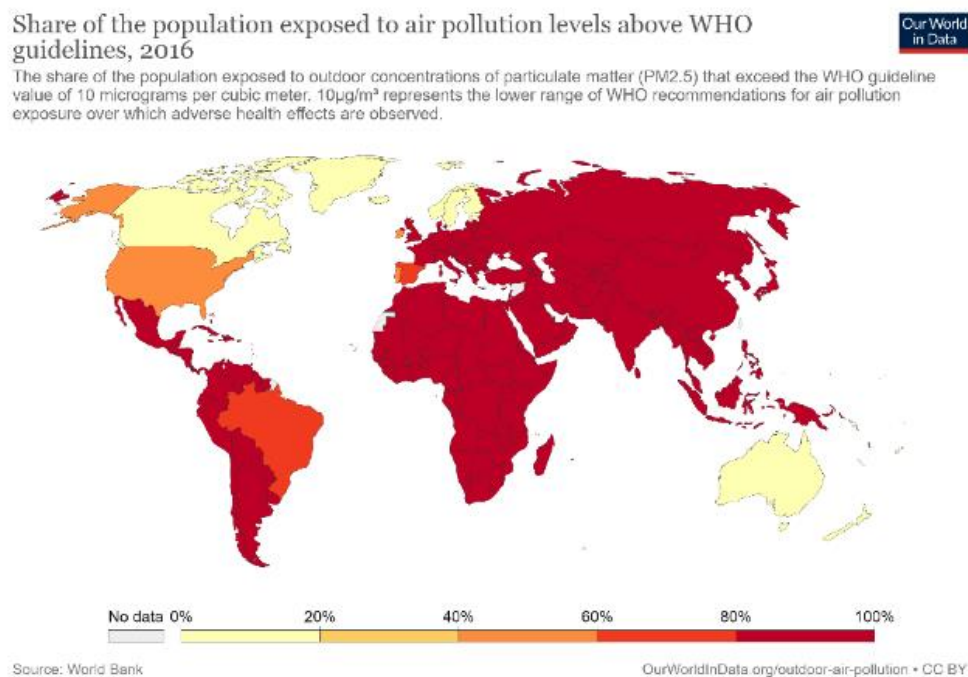 Share of the population exposed to air pollution levels above WHO
guidelines, 2016
Our World
in Data
The share of the population exposed to outdoor concentrations of particulate matter (PM2.5) that exceed the WHO guideline
value of 10 micrograms per cubic meter. 10µg/m³ represents the lower range of WHO recommendations for air pollution
exposure over which adverse health effects are observed.
No data 0% 20% 40% 60% 80% 100%
Source: World Bank
OurWorldInData.org/outdoor-air-pollution • CC BY